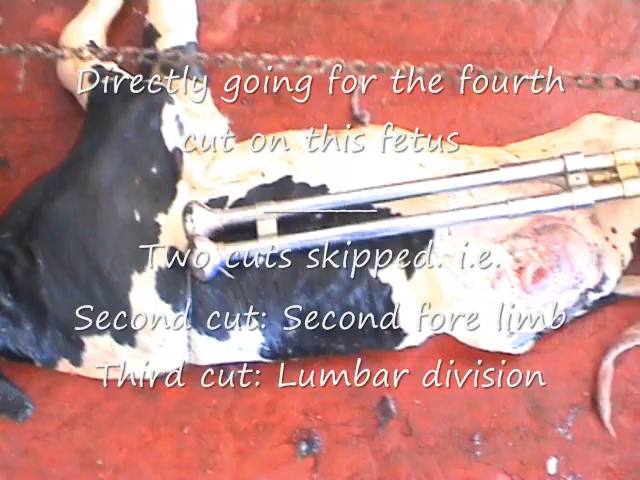 Directly going for the fourth
cut on this fetus
Two cuts skipped. i.e.
Second cut: Second fore limb
Third cut: Lumbar division